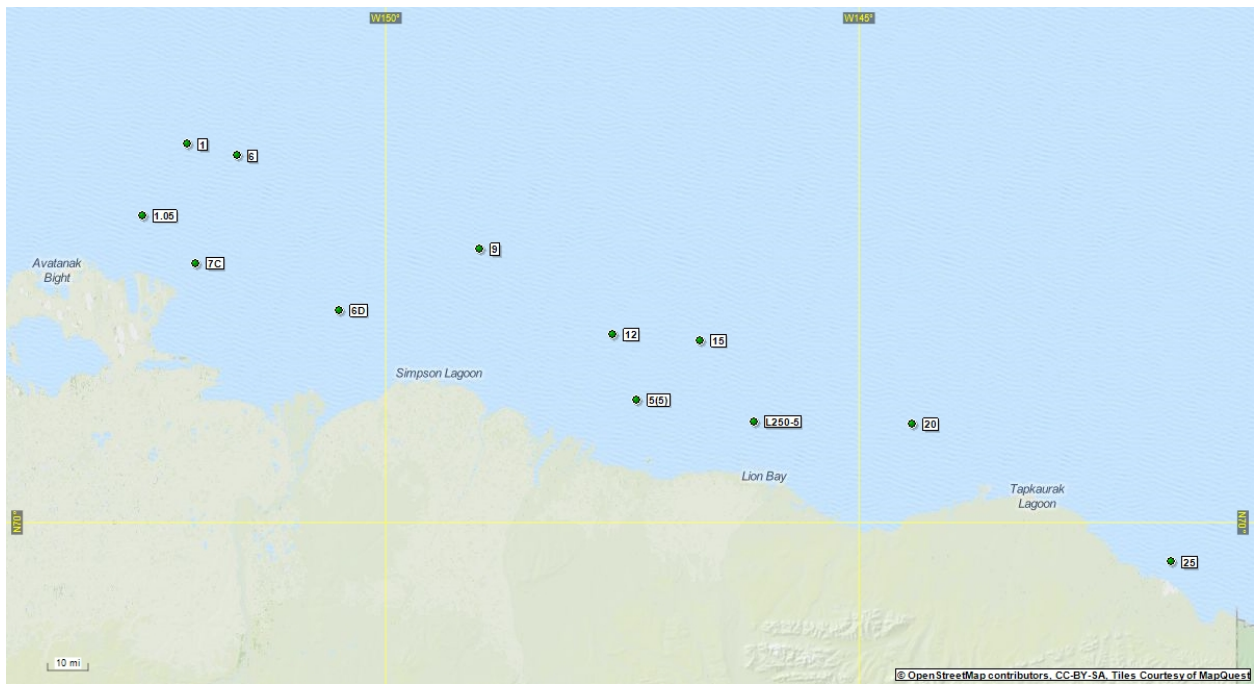 W150°
W145°
1
6
1.05
9
Avatanak
Bight
7C
6D
12
15
Simpson Lagoon
5(5)
L250-5
20
Lion Bay
Tapkaurak
Lagoon
N70°
N70°
25
10 mi
© OpenStreetMap contributors, CC-BY-SA, Tiles Courtesy of MapQuest